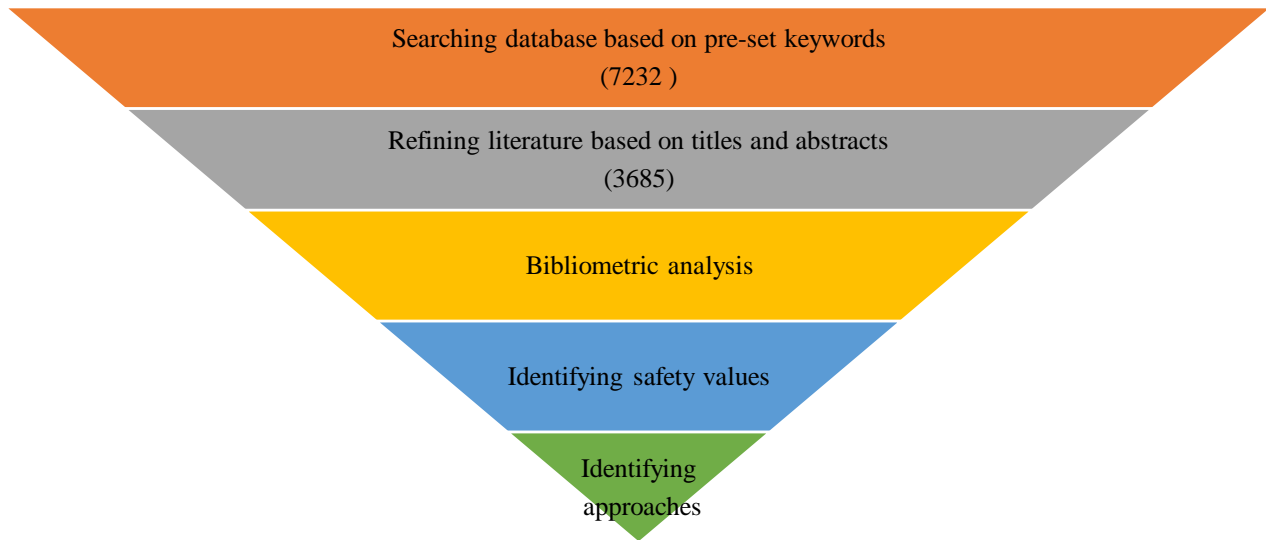 Searching database based on pre-set keywords
(7232 )
Refining literature based on titles and abstracts
(3685)
Bibliometric analysis
Identifying safety values
Identifying
approaches